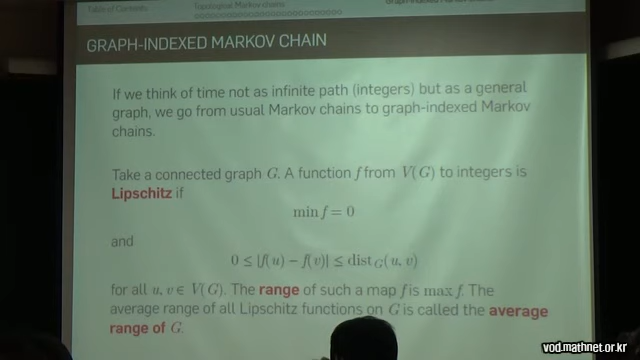 Table of Contents
Topological Markov chains
Graph-Indexed Markov Chains
GRAPH-INDEXED MARKOV CHAIN
If we think of time not as infinite path (integers) but as a general
graph, we go from usual Markov chains to graph-indexed Markov
chains.
Take a connected graph G. A function f from V(G) to integers is
Lipschitz if
min f = 0
and
0 ≤ |f(u) − f(v)| ≤ dist_G(u, v)
for all u, v ∈ V(G). The range of such a map f is max f. The
average range of all Lipschitz functions on G is called the average
range of G.
vod.mathnet.or.kr